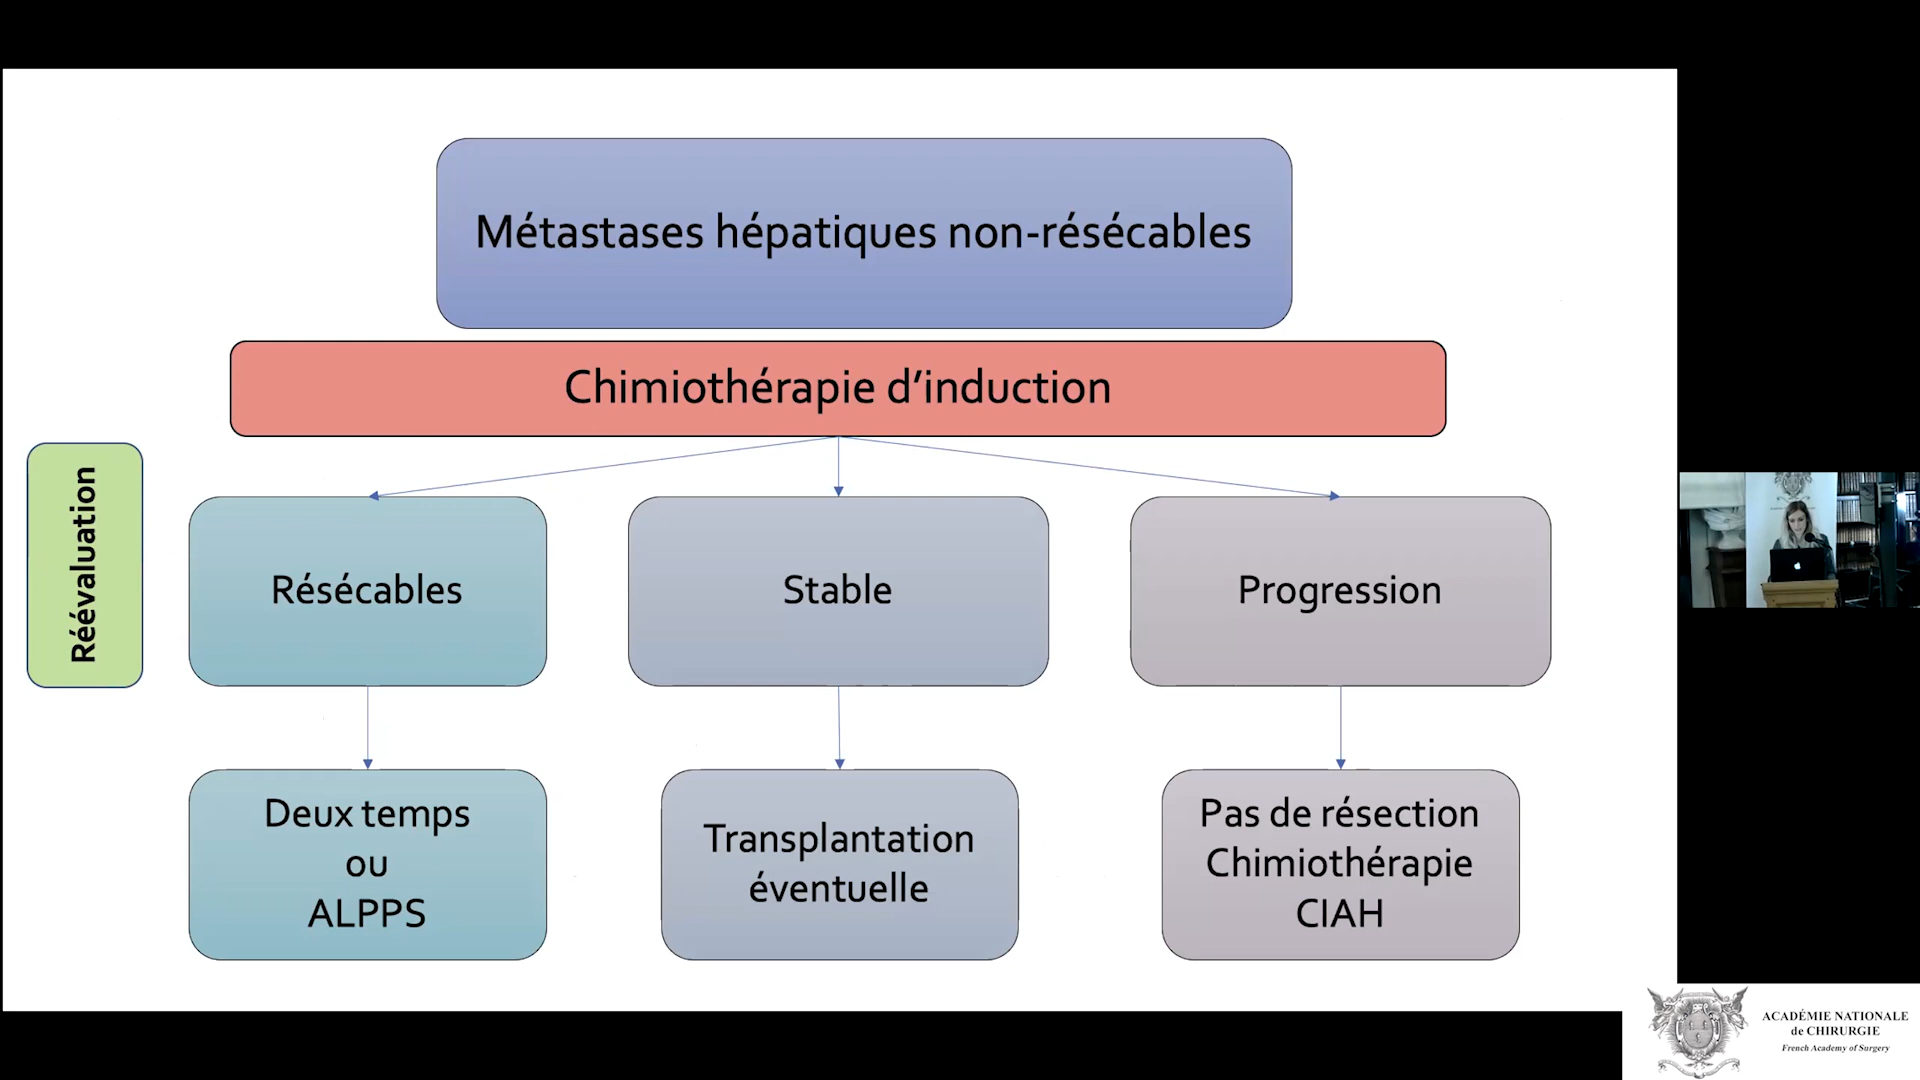 Métastases hépatiques non-résécables
Chimiothérapie d’induction
Réévaluation
Résécables
Stable
Progression
Deux temps
ou
ALPPS
Transplantation
éventuelle
Pas de résection
Chimiothérapie
CIAH
ACADÉMIE NATIONALE
de CHIRURGIE
French Academy of Surgery